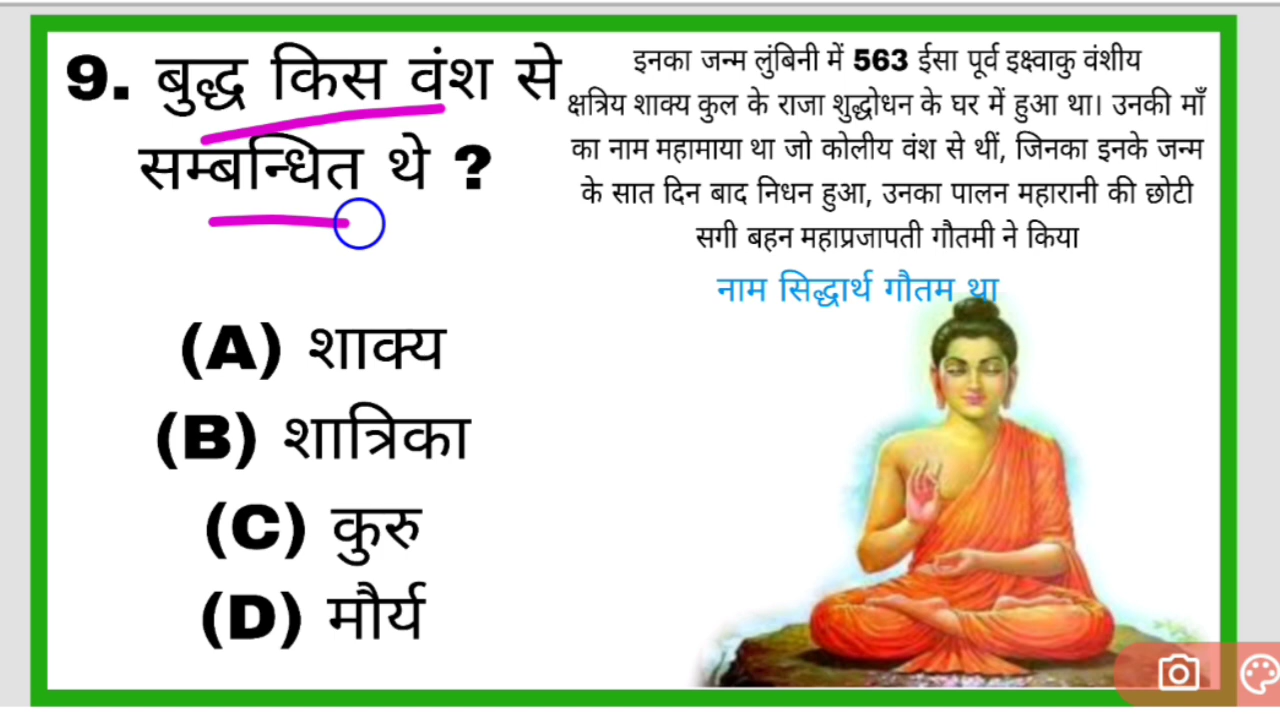 9. बुद्ध किस वंश से
सम्बन्धित थे ?
(A) शाक्य
(B) शात्रिका
(C) कुरु
(D) मौर्य
इनका जन्म लुंबिनी में 563 ईसा पूर्व इक्ष्वाकु वंशीय
क्षत्रिय शाक्य कुल के राजा शुद्धोधन के घर में हुआ था। उनकी माँ
का नाम महामाया था जो कोलीय वंश से थीं, जिनका इनके जन्म
के सात दिन बाद निधन हुआ, उनका पालन महारानी की छोटी
सगी बहन महाप्रजापती गौतमी ने किया
नाम सिद्धार्थ गौतम था